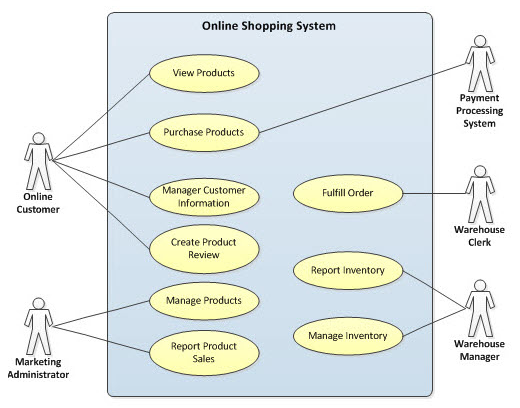 Online Shopping System
View Products
Purchase Products
Payment
Processing
System
Online
Customer
Manager Customer
Information
Fulfill Order
Warehouse
Clerk
Create Product
Review
Report Inventory
Manage Products
Manage Inventory
Warehouse
Manager
Report Product
Sales
Marketing
Administrator